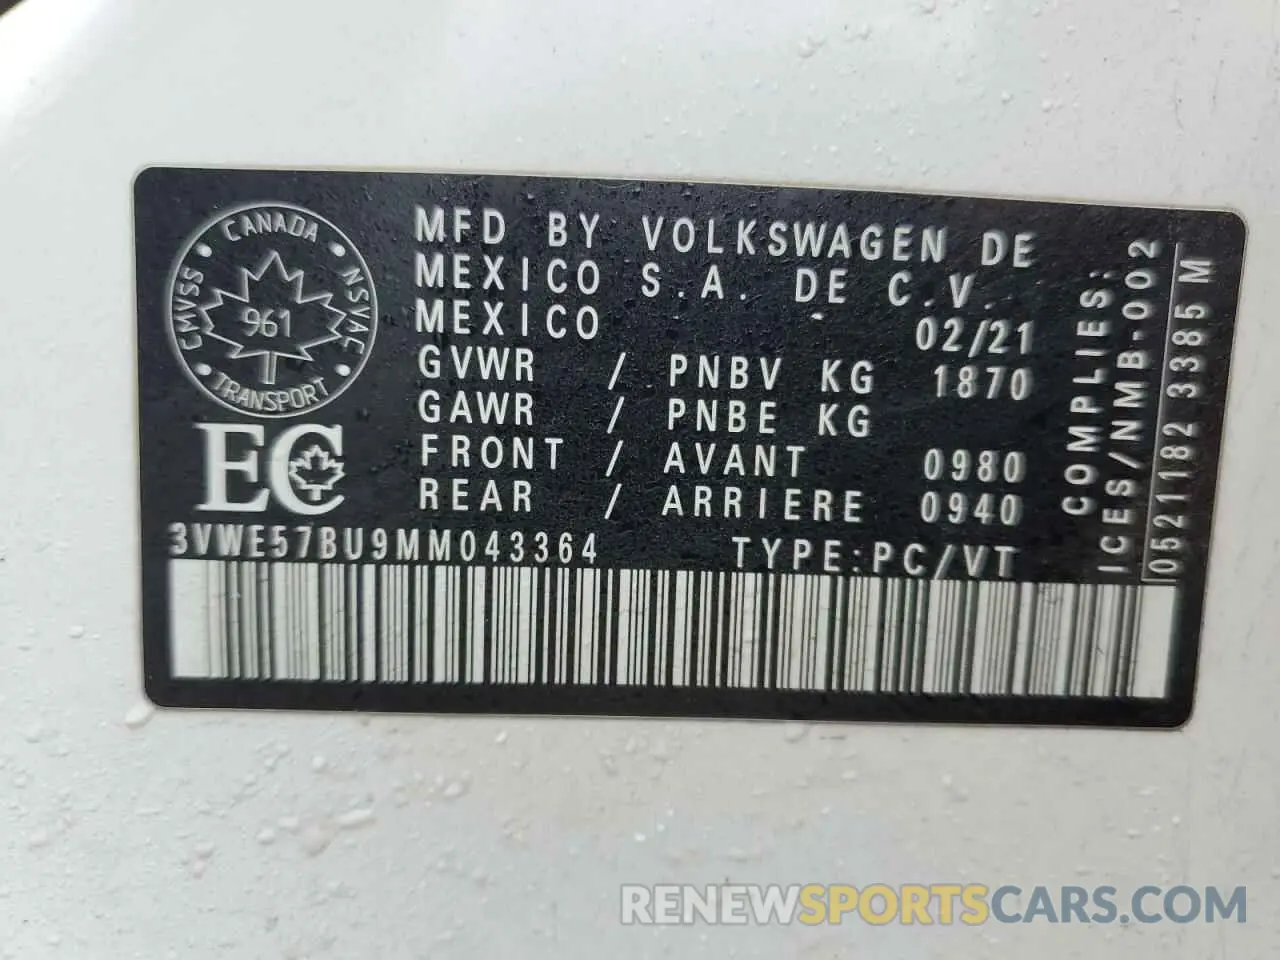 CANADA
CMVSS · NSVAC
961
TRANSPORT
EC
MFD BY VOLKSWAGEN DE
MEXICO S.A. DE C.V.
MEXICO 02/21
GVWR / PNBV KG 1870
GAWR / PNBE KG
FRONT / AVANT 0980
REAR / ARRIERE 0940
3VWE57BU9MM043364 TYPE:PC/VT
COMPLIES:
ICES/NMB-002
0521182 3385 M
RENEWSPORTSCARS.COM